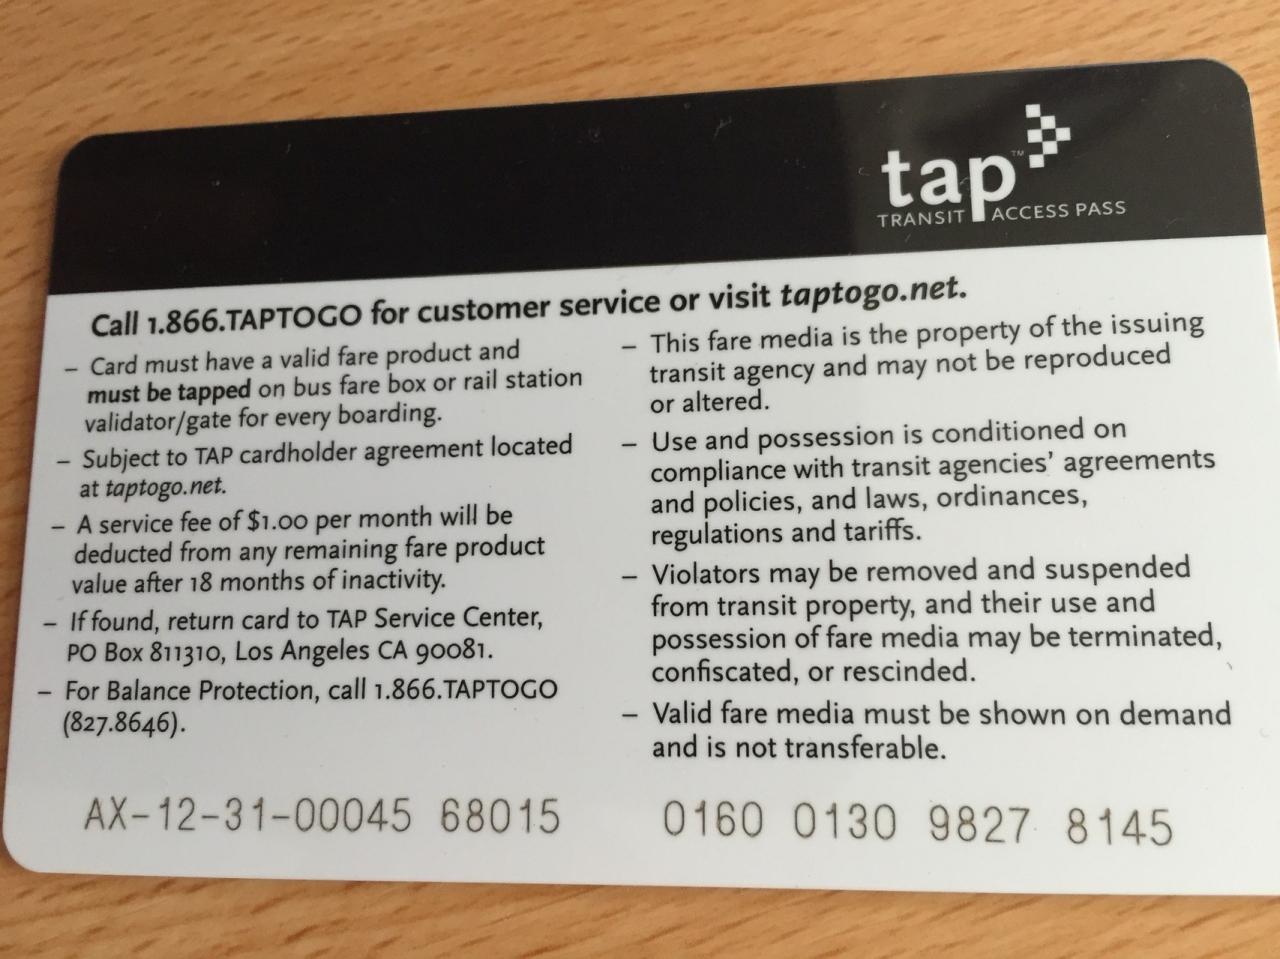 tap™
TRANSIT ACCESS PASS
Call 1.866.TAPTOGO for customer service or visit taptogo.net.
– Card must have a valid fare product and
must be tapped on bus fare box or rail station
validator/gate for every boarding.
– Subject to TAP cardholder agreement located
at taptogo.net.
– A service fee of $1.00 per month will be
deducted from any remaining fare product
value after 18 months of inactivity.
– If found, return card to TAP Service Center,
PO Box 811310, Los Angeles CA 90081.
– For Balance Protection, call 1.866.TAPTOGO
(827.8646).
– This fare media is the property of the issuing
transit agency and may not be reproduced
or altered.
– Use and possession is conditioned on
compliance with transit agencies' agreements
and policies, and laws, ordinances,
regulations and tariffs.
– Violators may be removed and suspended
from transit property, and their use and
possession of fare media may be terminated,
confiscated, or rescinded.
– Valid fare media must be shown on demand
and is not transferable.
AX-12-31-00045 68015
0160 0130 9827 8145